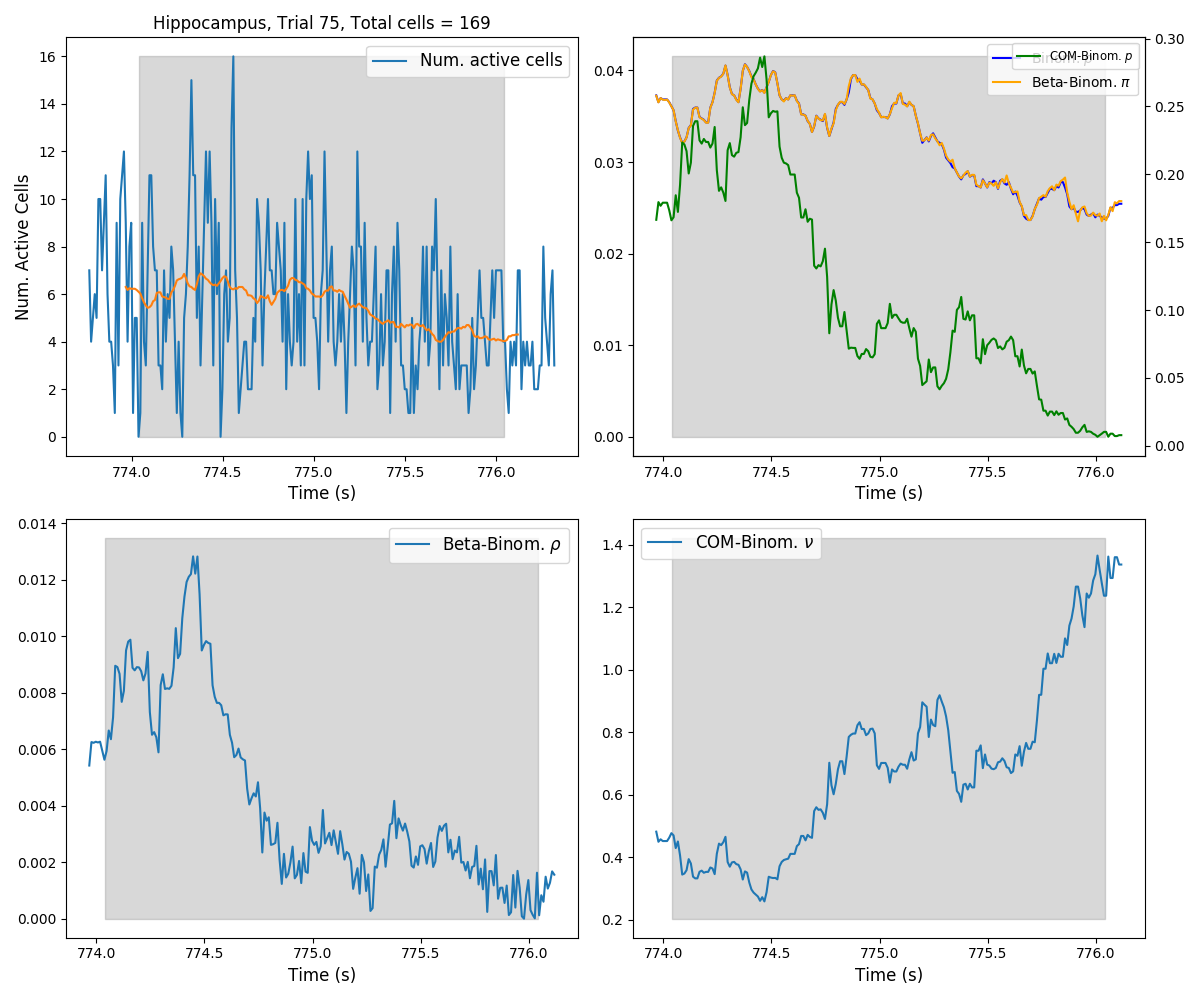 Hippocampus, Trial 75, Total cells = 169
Num. active cells
Num. Active Cells
16
14
12
10
8
6
4
2
0
774.0 774.5 775.0 775.5 776.0
Time (s)
COM-Binom. p
Beta-Binom. π
0.04
0.03
0.02
0.01
0.00
0.30
0.25
0.20
0.15
0.10
0.05
0.00
774.0 774.5 775.0 775.5 776.0
Time (s)
Beta-Binom. ρ
0.014
0.012
0.010
0.008
0.006
0.004
0.002
0.000
774.0 774.5 775.0 775.5 776.0
Time (s)
COM-Binom. ν
1.4
1.2
1.0
0.8
0.6
0.4
0.2
774.0 774.5 775.0 775.5 776.0
Time (s)